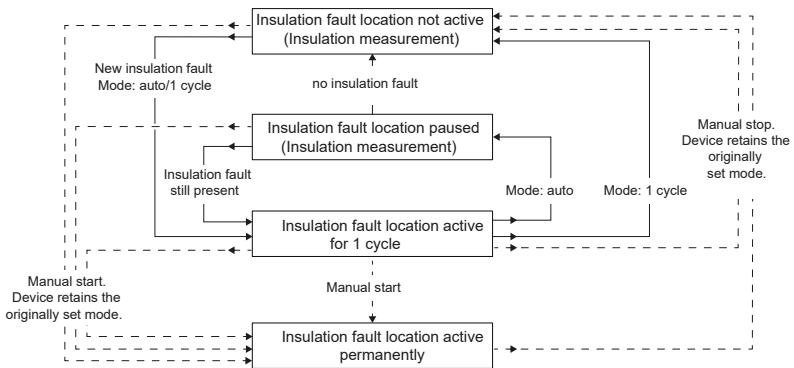 Insulation fault location not active
(Insulation measurement)
New insulation fault
Mode: auto/1 cycle
no insulation fault
Insulation fault location paused
(Insulation measurement)
Manual stop.
Device retains the
originally
set mode.
Insulation fault
still present
Mode: auto
Mode: 1 cycle
Insulation fault location active
for 1 cycle
Manual start.
Device retains the
originally set mode.
Manual start
Insulation fault location active
permanently